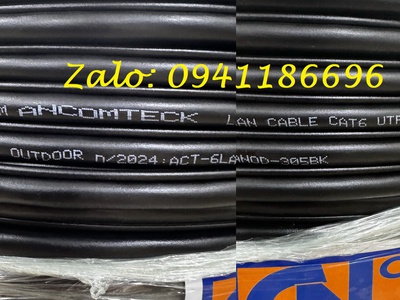 Zalo: 0941186696
M ANCOMTECK LAN CABLE CAT6 UTP
OUTDOOR n/2024:ACT-6LANOD-305BK